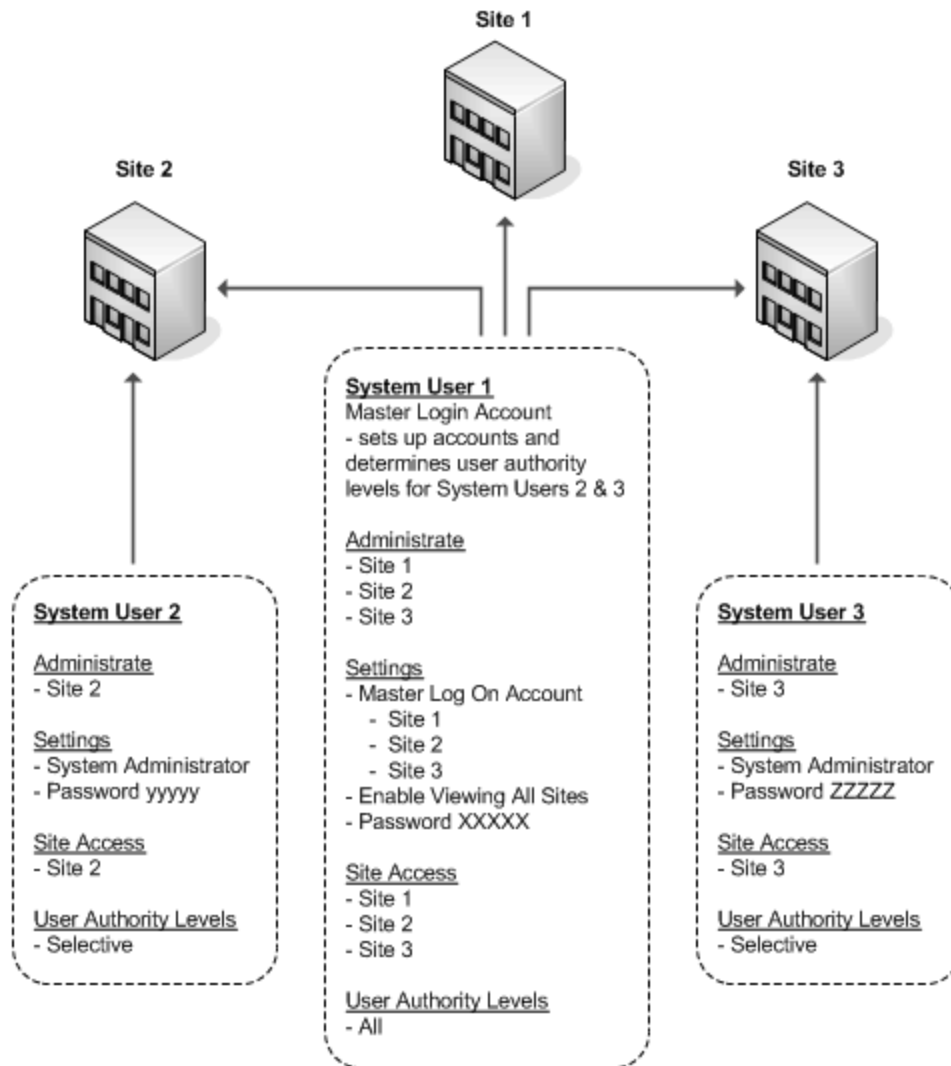 Site 1
Site 2
Site 3
System User 1
Master Login Account
- sets up accounts and
determines user authority
levels for System Users 2 & 3
Administrate
- Site 1
- Site 2
- Site 3
Settings
- Master Log On Account
- Site 1
- Site 2
- Site 3
- Enable Viewing All Sites
- Password XXXXX
Site Access
- Site 1
- Site 2
- Site 3
User Authority Levels
- All
System User 2
Administrate
- Site 2
Settings
- System Administrator
- Password yyyyy
Site Access
- Site 2
User Authority Levels
- Selective
System User 3
Administrate
- Site 3
Settings
- System Administrator
- Password ZZZZZ
Site Access
- Site 3
User Authority Levels
- Selective